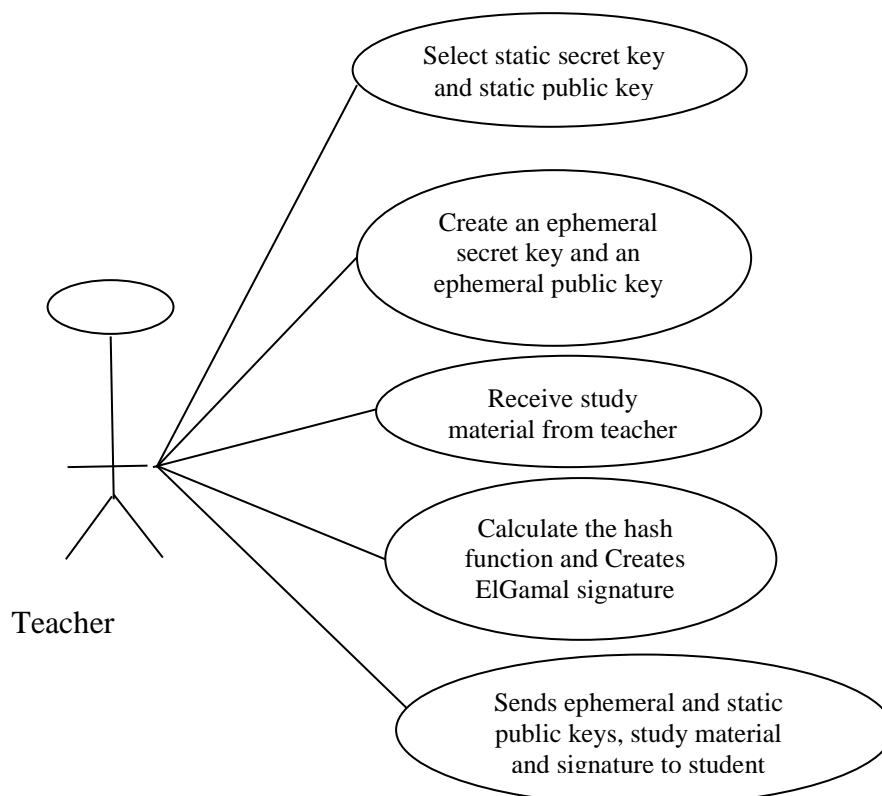 Select static secret key
and static public key
Create an ephemeral
secret key and an
ephemeral public key
Receive study
material from teacher
Calculate the hash
function and Creates
ElGamal signature
Teacher
Sends ephemeral and static
public keys, study material
and signature to student